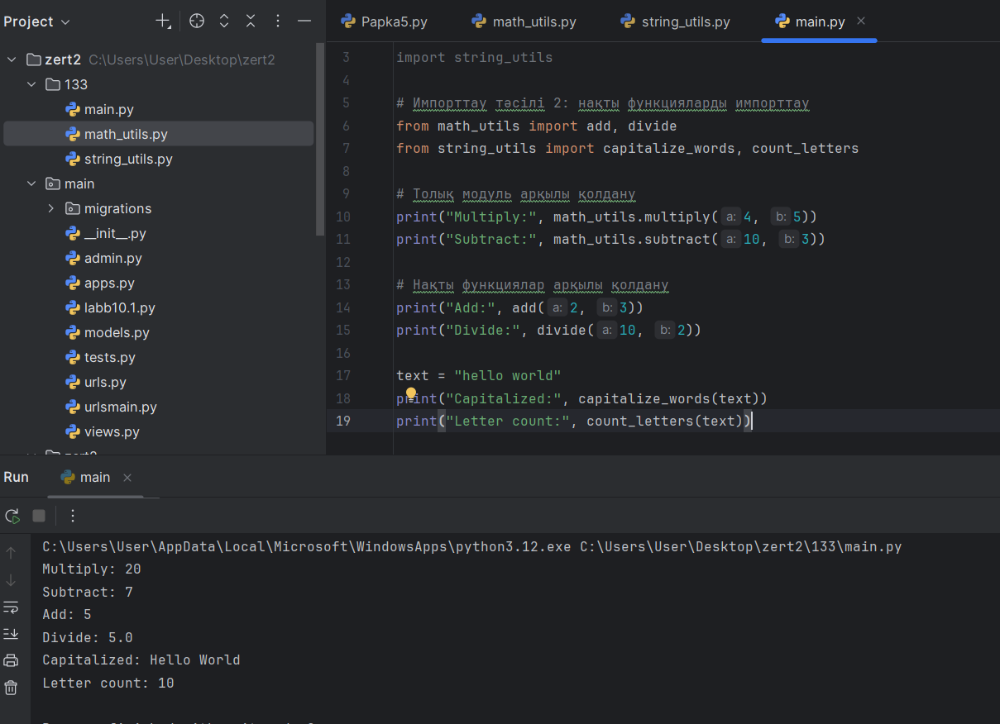 Project
zert2 C:\Users\User\Desktop\zert2
133
main.py
math_utils.py
string_utils.py
main
migrations
__init__.py
admin.py
apps.py
labb10.1.py
models.py
tests.py
urls.py
urlsmain.py
views.py
Papka5.py math_utils.py string_utils.py main.py
3 import string_utils
4
5 # Импорттау тәсілі 2: нақты функцияларды импорттау
6 from math_utils import add, divide
7 from string_utils import capitalize_words, count_letters
8
9 # Толық модуль арқылы қолдану
10 print("Multiply:", math_utils.multiply( a: 4, b: 5))
11 print("Subtract:", math_utils.subtract( a: 10, b: 3))
12
13 # Нақты функциялар арқылы қолдану
14 print("Add:", add( a: 2, b: 3))
15 print("Divide:", divide( a: 10, b: 2))
16
17 text = "hello world"
18 print("Capitalized:", capitalize_words(text))
19 print("Letter count:", count_letters(text))
Run main
C:\Users\User\AppData\Local\Microsoft\WindowsApps\python3.12.exe C:\Users\User\Desktop\zert2\133\main.py
Multiply: 20
Subtract: 7
Add: 5
Divide: 5.0
Capitalized: Hello World
Letter count: 10